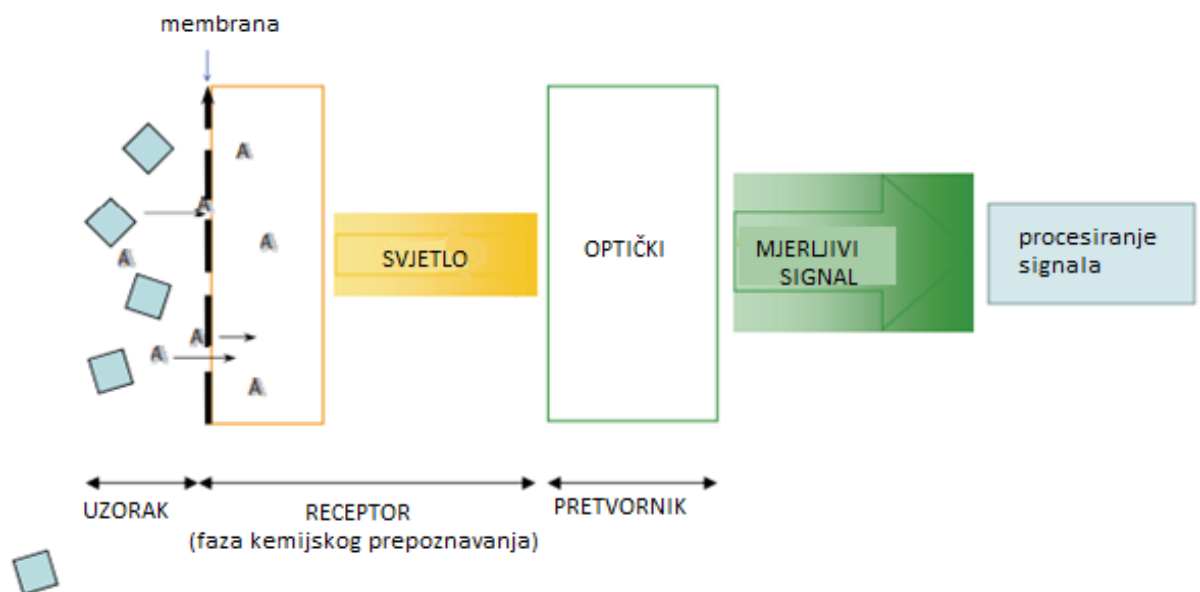 membrana
A
A
A
A
A
A
A
SVJETLO
OPTIČKI
MJERLJIVI
SIGNAL
procesiranje
signala
UZORAK
RECEPTOR
(faza kemijskog prepoznavanja)
PRETVORNIK